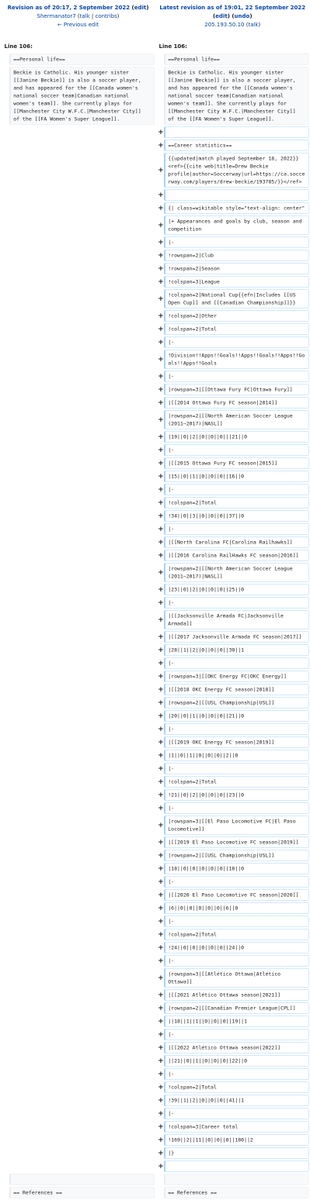 Revision as of 20:17, 2 September 2022 (edit)
Shermanator7 (talk | contribs)
← Previous edit
Latest revision as of 19:01, 22 September
2022 (edit) (undo)
205.193.50.10 (talk)
Line 106:
Line 106:
==Personal life==
Beckie is Catholic. His younger sister
[[Janine Beckie]] is also a soccer player,
and has appeared for the [[Canada women's
national soccer team|Canadian national
women's team]]. She currently plays for
[[Manchester City W.F.C.|Manchester City]]
of the [[FA Women's Super League]].
==Personal life==
Beckie is Catholic. His younger sister
[[Janine Beckie]] is also a soccer player,
and has appeared for the [[Canada women's
national soccer team|Canadian national
women's team]]. She currently plays for
[[Manchester City W.F.C.|Manchester City]]
of the [[FA Women's Super League]].
+
+ ==Career statistics==
+ {{updated|match played September 18, 2022}}
<ref>{{cite web|title=Drew Beckie
profile|author=Soccerway|url=https://ca.socce
rway.com/players/drew-beckie/193785/}}</ref>
+
+ {| class=wikitable style="text-align: center"
+ |+ Appearances and goals by club, season and
competition
+ |-
+ !rowspan=2|Club
+ !rowspan=2|Season
+ !colspan=3|League
+ !colspan=2|National Cup{{efn|Includes [[US
Open Cup]] and [[Canadian Championship]]}}
+ !colspan=2|Other
+ !colspan=2|Total
+ |-
+ !Division!!Apps!!Goals!!Apps!!Goals!!Apps!!Go
als!!Apps!!Goals
+ |-
+ |rowspan=3|[[Ottawa Fury FC|Ottawa Fury]]
+ |[[2014 Ottawa Fury FC season|2014]]
+ |rowspan=2|[[North American Soccer League
(2011–2017)|NASL]]
+ |19||0||2||0||0||0||21||0
+ |-
+ |[[2015 Ottawa Fury FC season|2015]]
+ |15||0||1||0||0||0||16||0
+ |-
+ !colspan=2|Total
+ !34||0||3||0||0||0||37||0
+ |-
+ |[[North Carolina FC|Carolina Railhawks]]
+ |[[2016 Carolina RailHawks FC season|2016]]
+ |rowspan=2|[[North American Soccer League
(2011–2017)|NASL]]
+ |23||0||2||0||0||0||25||0
+ |-
+ |[[Jacksonville Armada FC|Jacksonville
Armada]]
+ |[[2017 Jacksonville Armada FC season|2017]]
+ |28||1||2||0||0||0||30||1
+ |-
+ |rowspan=3|[[OKC Energy FC|OKC Energy]]
+ |[[2018 OKC Energy FC season|2018]]
+ |rowspan=2|[[USL Championship|USL]]
+ |20||0||1||0||0||0||21||0
+ |-
+ |[[2019 OKC Energy FC season|2019]]
+ |1||0||1||0||0||0||2||0
+ |-
+ !colspan=2|Total
+ !21||0||2||0||0||0||23||0
+ |-
+ |rowspan=3|[[El Paso Locomotive FC|El Paso
Locomotive]]
+ |[[2019 El Paso Locomotive FC season|2019]]
+ |rowspan=2|[[USL Championship|USL]]
+ |18||0||0||0||0||0||18||0
+ |-
+ |[[2020 El Paso Locomotive FC season|2020]]
+ |6||0||0||0||0||0||6||0
+ |-
+ !colspan=2|Total
+ !24||0||0||0||0||0||24||0
+ |-
+ |rowspan=3|[[Atlético Ottawa|Atlético
Ottawa]]
+ |[[2021 Atlético Ottawa season|2021]]
+ |rowspan=2|[[Canadian Premier League|CPL]]
+ ||18||1||1||0||0||0||19||1
+ |-
+ |[[2022 Atlético Ottawa season|2022]]
+ ||21||0||1||0||0||0||22||0
+ |-
+ !colspan=2|Total
+ !39||1||2||0||0||0||41||1
+ |-
+ !colspan=3|Career total
+ !169||2||11||0||0||0||180||2
+ |}
+
== References ==
== References ==